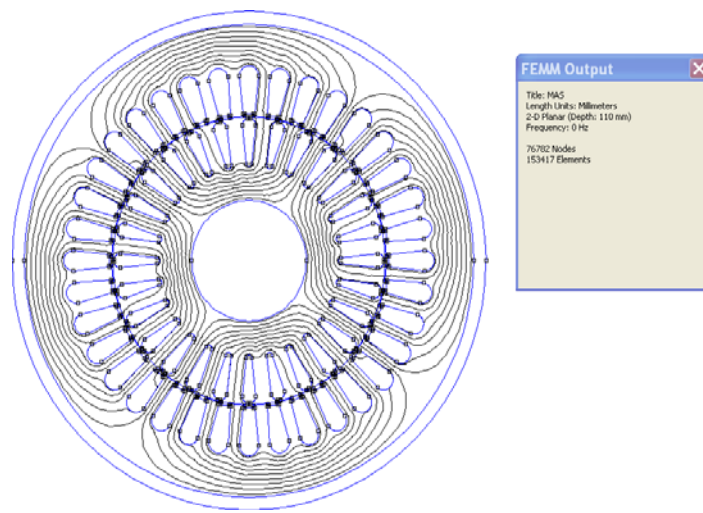 FEMM Output
Title: MAS
Length Units: Millimeters
2-D Planar (Depth: 110 mm)
Frequency: 0 Hz
76782 Nodes
153417 Elements